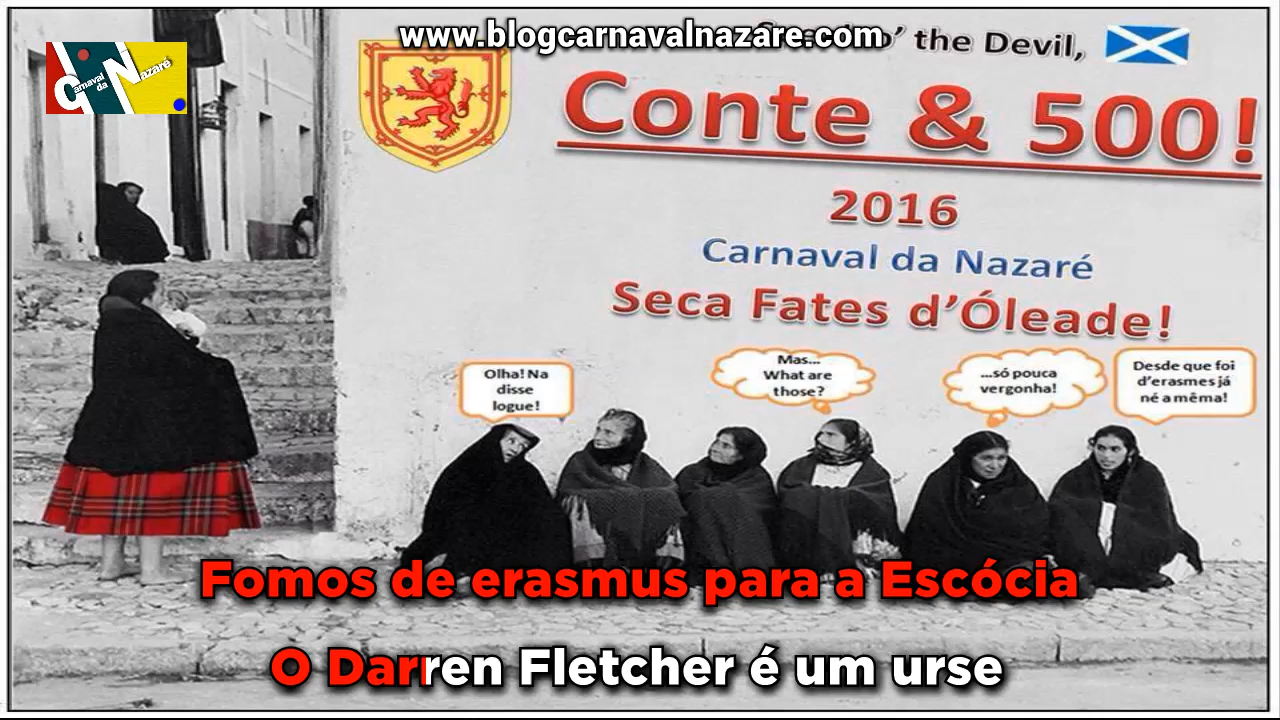 www.blogcarnavalnazare.com
Carnaval
da
Nazaré
the Devil,
Conte & 500!
2016
Carnaval da Nazaré
Seca Fates d'Óleade!
Olha! Na
disse
logue!
Mas...
What are
those?
...só pouca
vergonha!
Desde que foi
d'erasmes já
né a mêma!
Fomos de erasmus para a Escócia
O Darren Fletcher é um urse